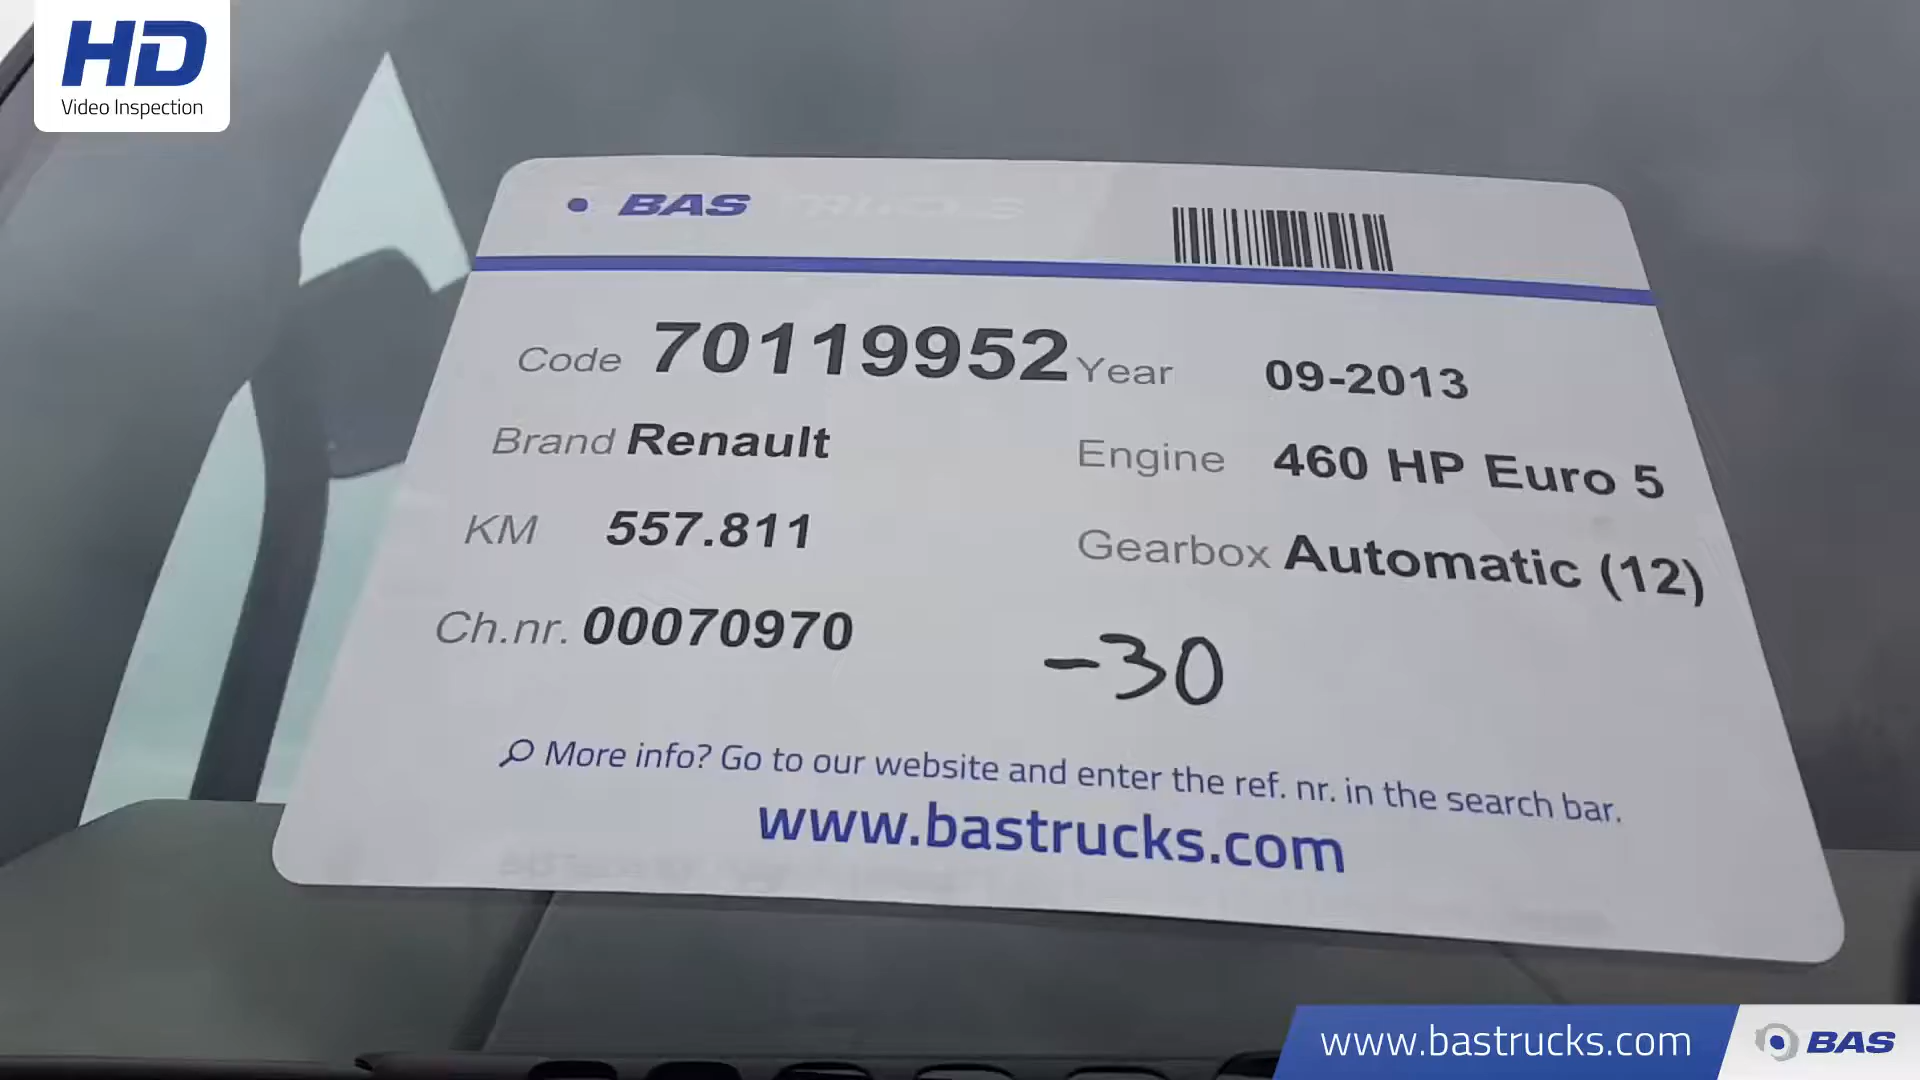 HD
Video Inspection
BAS TRUCKS
Code 70119952 Year 09-2013
Brand Renault Engine 460 HP Euro 5
KM 557.811 Gearbox Automatic (12)
Ch.nr. 00070970
-30
More info? Go to our website and enter the ref. nr. in the search bar.
www.bastrucks.com
www.bastrucks.com BAS